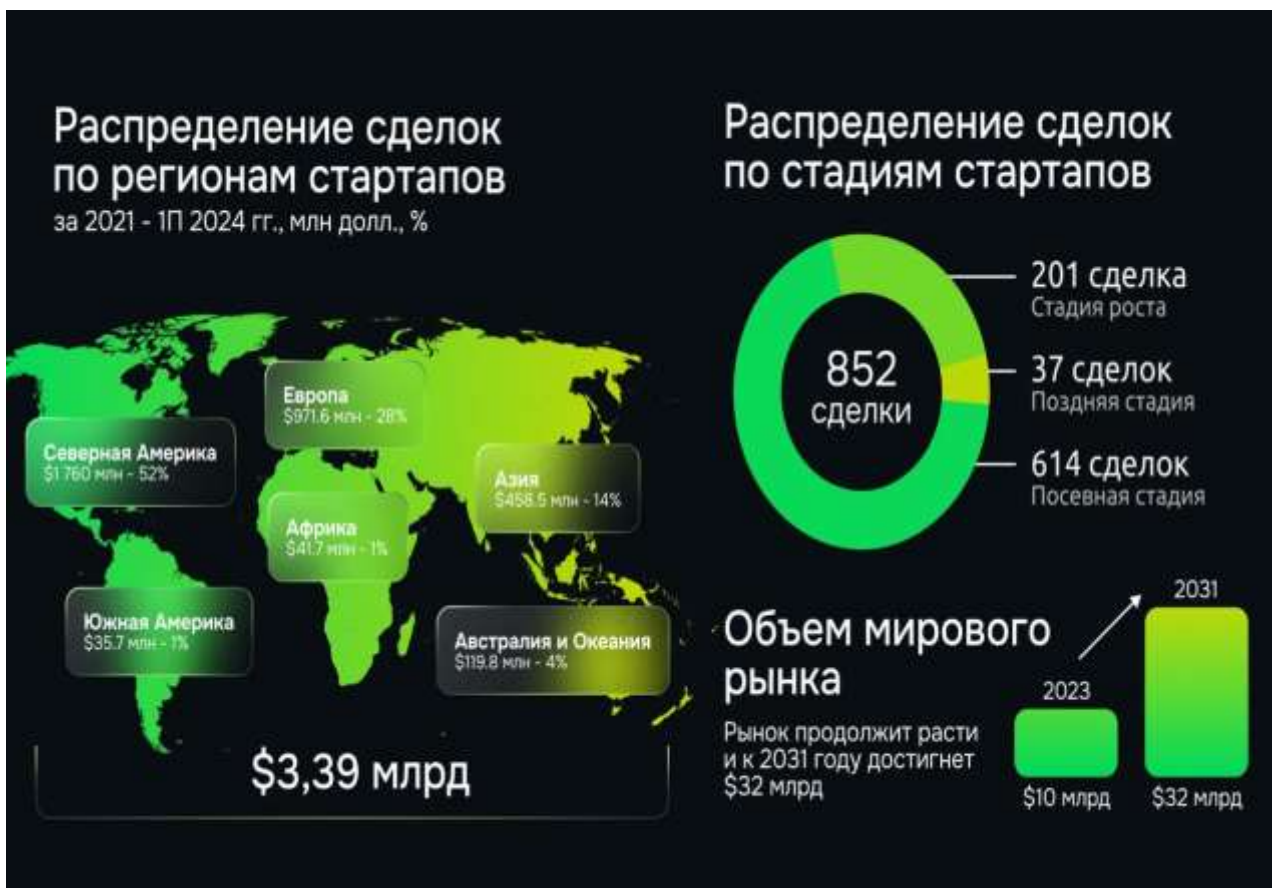 Распределение сделок
по регионам стартапов
за 2021 - 1П 2024 гг., млн долл., %
Европа
$971.6 млн - 28%
Северная Америка
$1 760 млн - 52%
Азия
$458.5 млн - 14%
Африка
$41.7 млн - 1%
Южная Америка
$35.7 млн - 1%
Австралия и Океания
$119.8 млн - 4%
$3,39 млрд
Распределение сделок
по стадиям стартапов
852
сделки
201 сделка
Стадия роста
37 сделок
Поздняя стадия
614 сделок
Посевная стадия
Объем мирового
рынка
Рынок продолжит расти
и к 2031 году достигнет
$32 млрд
2023
$10 млрд
2031
$32 млрд